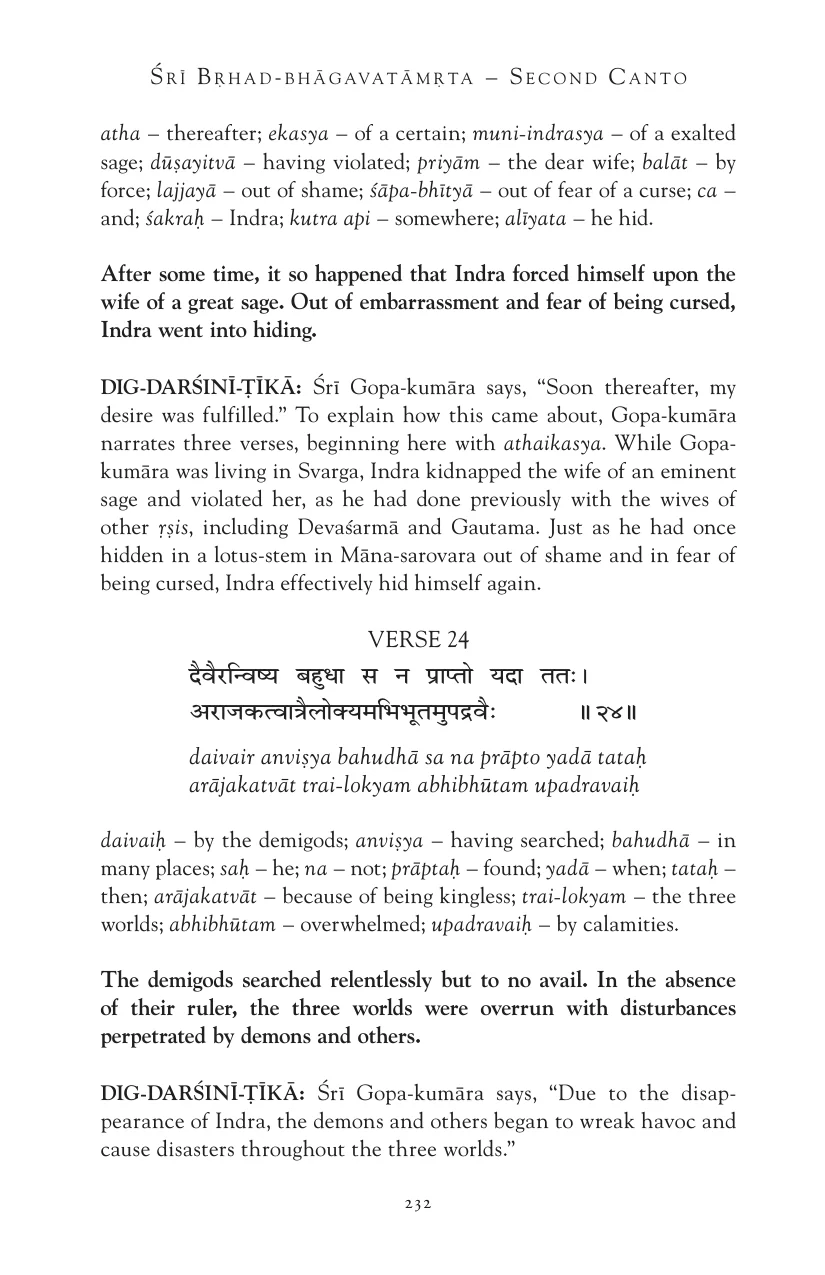 ŚRĪ BṚHAD-BHĀGAVATĀMṚTA – SECOND CANTO
atha – thereafter; ekasya – of a certain; muni-indrasya – of a exalted
sage; dūṣayitvā – having violated; priyām – the dear wife; balāt – by
force; lajjayā – out of shame; śāpa-bhītyā – out of fear of a curse; ca –
and; śakraḥ – Indra; kutra api – somewhere; alīyata – he hid.
After some time, it so happened that Indra forced himself upon the
wife of a great sage. Out of embarrassment and fear of being cursed,
Indra went into hiding.
DIG-DARŚINĪ-ṬĪKĀ: Śrī Gopa-kumāra says, “Soon thereafter, my
desire was fulfilled.” To explain how this came about, Gopa-kumāra
narrates three verses, beginning here with athaikasya. While Gopa-
kumāra was living in Svarga, Indra kidnapped the wife of an eminent
sage and violated her, as he had done previously with the wives of
other ṛṣis, including Devaśarmā and Gautama. Just as he had once
hidden in a lotus-stem in Māna-sarovara out of shame and in fear of
being cursed, Indra effectively hid himself again.
VERSE 24
दैवैरन्विष्य बहुधा स न प्राप्तो यदा ततः।
अराजकत्वात्रैलोक्यमभिभूतमुपद्रवैः ॥२४॥
daivair anviṣya bahudhā sa na prāpto yadā tataḥ
arājakatvāt trai-lokyam abhibhūtam upadravaiḥ
daivaiḥ – by the demigods; anviṣya – having searched; bahudhā – in
many places; saḥ – he; na – not; prāptaḥ – found; yadā – when; tataḥ –
then; arājakatvāt – because of being kingless; trai-lokyam – the three
worlds; abhibhūtam – overwhelmed; upadravaiḥ – by calamities.
The demigods searched relentlessly but to no avail. In the absence
of their ruler, the three worlds were overrun with disturbances
perpetrated by demons and others.
DIG-DARŚINĪ-ṬĪKĀ: Śrī Gopa-kumāra says, “Due to the disap-
pearance of Indra, the demons and others began to wreak havoc and
cause disasters throughout the three worlds.”
232